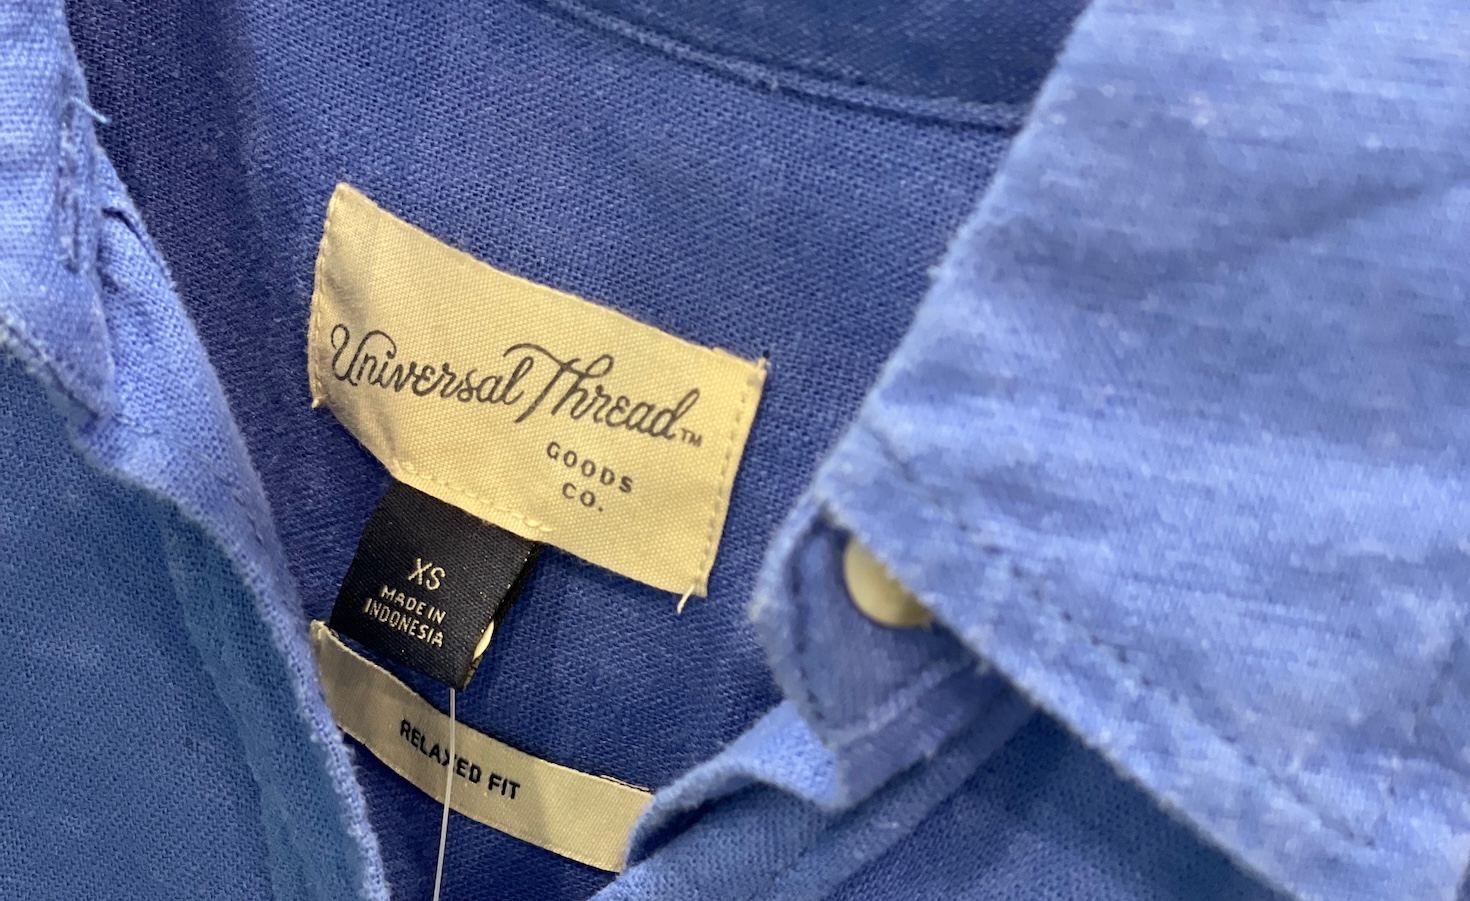 Universal Thread™
GOODS
CO.
XS
MADE IN
INDONESIA
RELAXED FIT